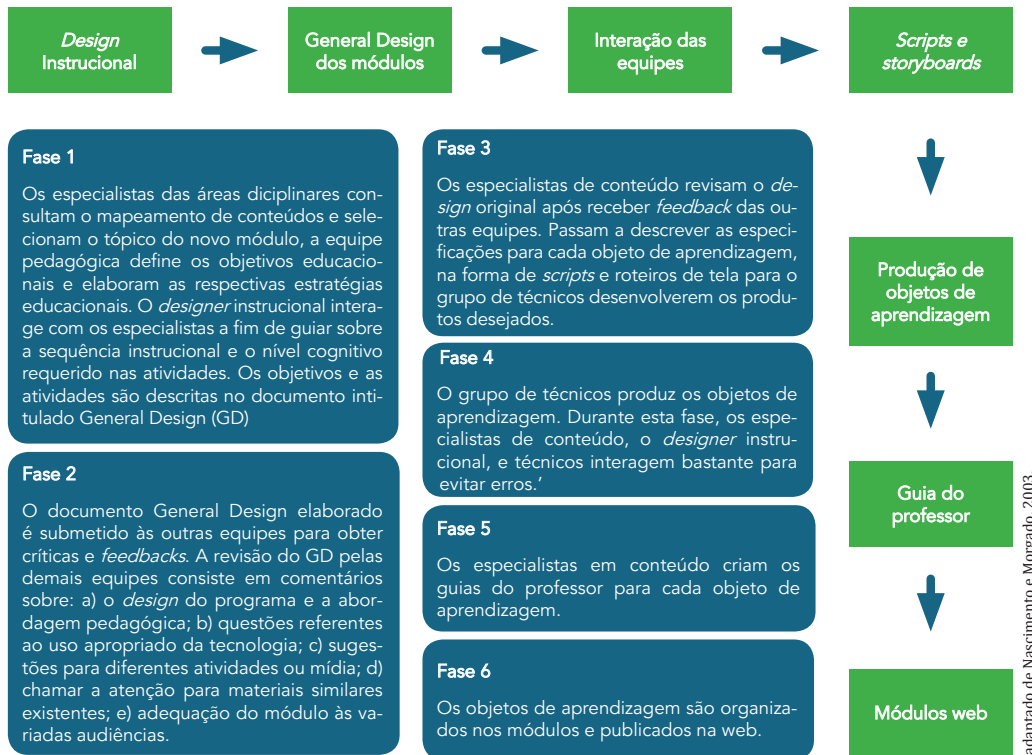 Design
Instrucional
General Design
dos módulos
Interação das
equipes
Scripts e
storyboards
Fase 1
Os especialistas das áreas diciplinares con-
sultam o mapeamento de conteúdos e sele-
cionam o tópico do novo módulo, a equipe
pedagógica define os objetivos educacio-
nais e elaboram as respectivas estratégias
educacionais. O designer instrucional intera-
ge com os especialistas a fim de guiar sobre
a sequência instrucional e o nível cognitivo
requerido nas atividades. Os objetivos e as
atividades são descritas no documento inti-
tulado General Design (GD)
Fase 2
O documento General Design elaborado
é submetido às outras equipes para obter
críticas e feedbacks. A revisão do GD pelas
demais equipes consiste em comentários
sobre: a) o design do programa e a abor-
dagem pedagógica; b) questões referentes
ao uso apropriado da tecnologia; c) suges-
tões para diferentes atividades ou mídia; d)
chamar a atenção para materiais similares
existentes; e) adequação do módulo às va-
riadas audiências.
Fase 3
Os especialistas de conteúdo revisam o de-
sign original após receber feedback das ou-
tras equipes. Passam a descrever as especi-
ficações para cada objeto de aprendizagem,
na forma de scripts e roteiros de tela para o
grupo de técnicos desenvolverem os produ-
tos desejados.
Fase 4
O grupo de técnicos produz os objetos de
aprendizagem. Durante esta fase, os espe-
cialistas de conteúdo, o designer instru-
cional, e técnicos interagem bastante para
evitar erros.’
Fase 5
Os especialistas em conteúdo criam os
guias do professor para cada objeto de
aprendizagem.
Fase 6
Os objetos de aprendizagem são organiza-
dos nos módulos e publicados na web.
Produção de
objetos de
aprendizagem
Guia do
professor
Módulos web
adaptado de Nascimento e Morgado, 2003.